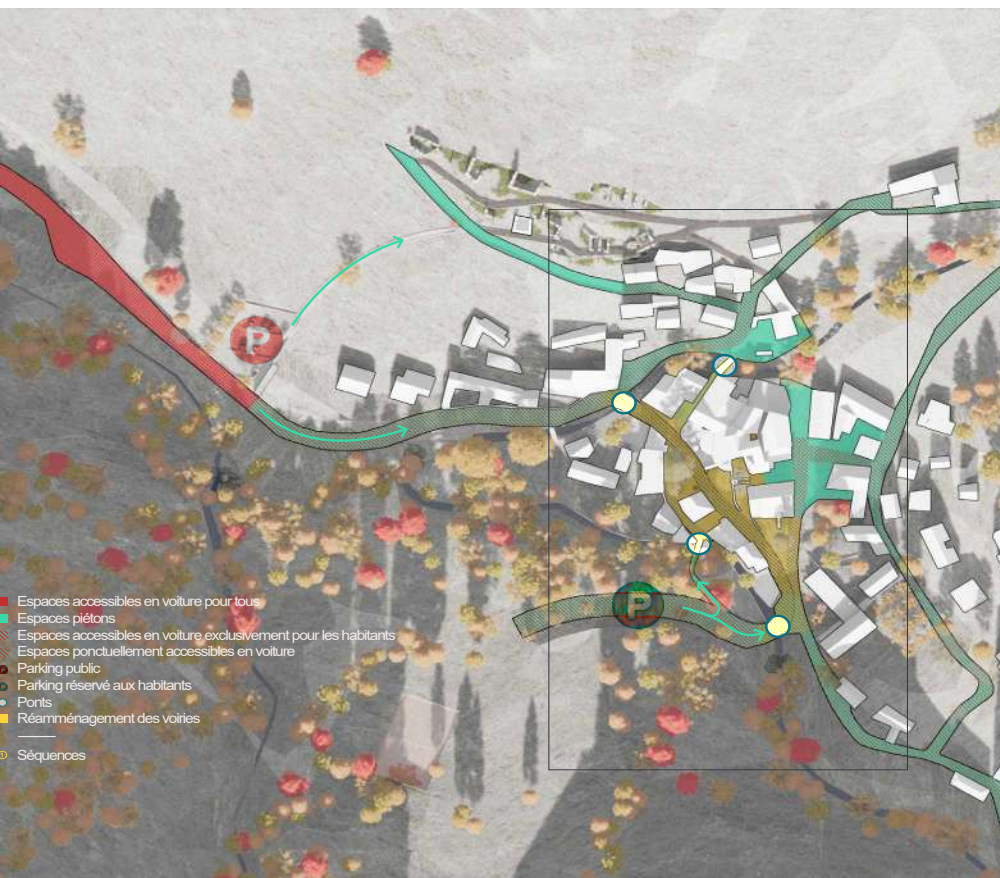 P
P
Espaces accessibles en voiture pour tous
Espaces piétons
Espaces accessibles en voiture exclusivement pour les habitants
Espaces ponctuellement accessibles en voiture
Parking public
Parking réservé aux habitants
Ponts
Réamménagement des voiries
Séquences